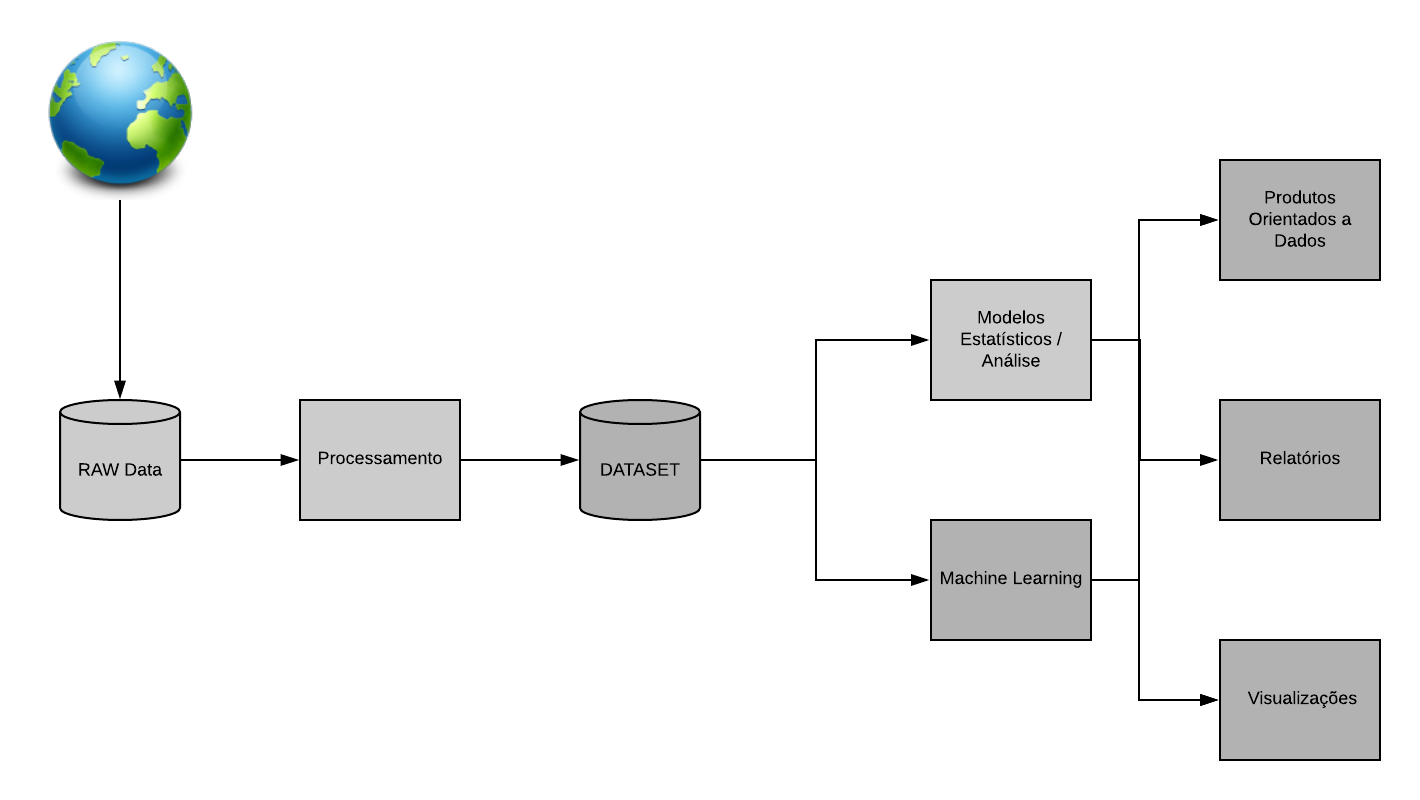 RAW Data
Processamento
DATASET
Modelos
Estatísticos /
Análise
Machine Learning
Produtos
Orientados a
Dados
Relatórios
Visualizações